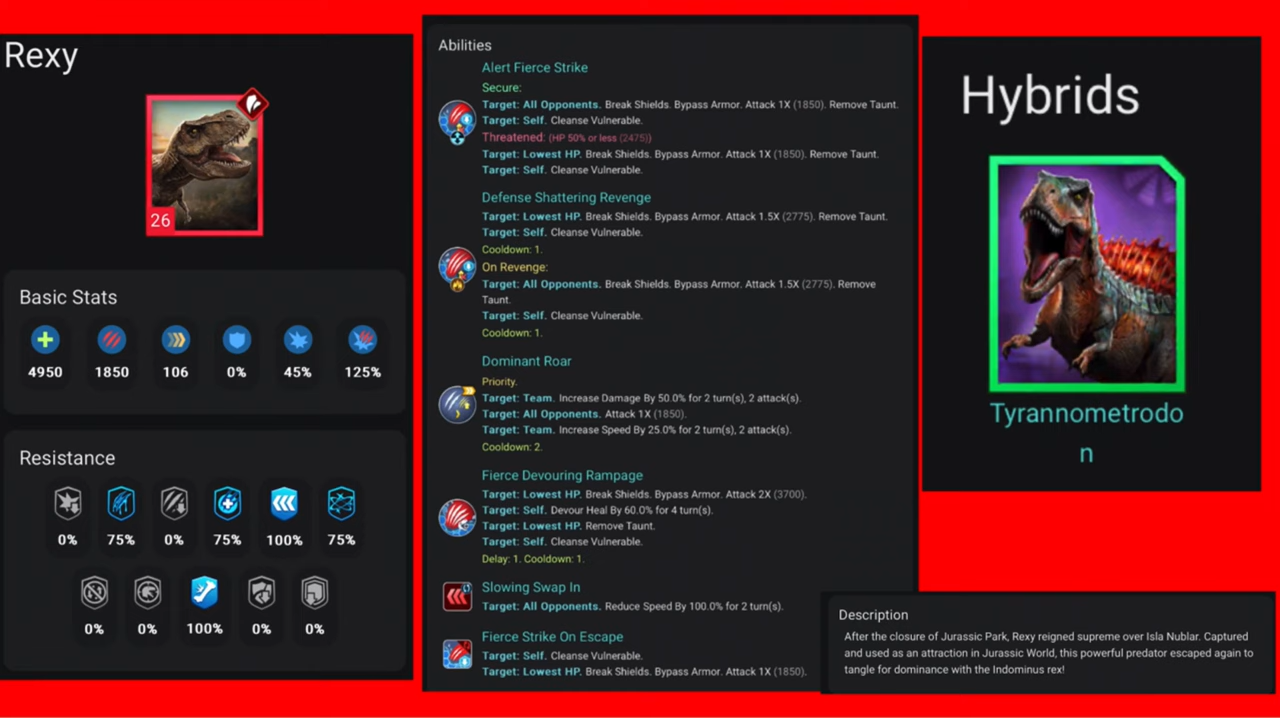 Rexy
26
Basic Stats
4950 1850 106 0% 45% 125%
Resistance
0% 75% 0% 75% 100% 75%
0% 0% 100% 0% 0%
Abilities
Alert Fierce Strike
Secure:
Target: All Opponents. Break Shields. Bypass Armor. Attack 1X (1850). Remove Taunt.
Target: Self. Cleanse Vulnerable.
Threatened: (HP 50% or less (2475))
Target: Lowest HP. Break Shields. Bypass Armor. Attack 1X (1850). Remove Taunt.
Target: Self. Cleanse Vulnerable.
Defense Shattering Revenge
Target: Lowest HP. Break Shields. Bypass Armor. Attack 1.5X (2775). Remove Taunt.
Target: Self. Cleanse Vulnerable.
Cooldown: 1.
On Revenge:
Target: All Opponents. Break Shields. Bypass Armor. Attack 1.5X (2775). Remove
Taunt.
Target: Self. Cleanse Vulnerable.
Cooldown: 1.
Dominant Roar
Priority.
Target: Team. Increase Damage By 50.0% for 2 turn(s), 2 attack(s).
Target: All Opponents. Attack 1X (1850).
Target: Team. Increase Speed By 25.0% for 2 turn(s), 2 attack(s).
Cooldown: 2.
Fierce Devouring Rampage
Target: Lowest HP. Break Shields. Bypass Armor. Attack 2X (3700).
Target: Self. Devour Heal By 60.0% for 4 turn(s).
Target: Lowest HP. Remove Taunt.
Target: Self. Cleanse Vulnerable.
Delay: 1. Cooldown: 1.
Slowing Swap In
Target: All Opponents. Reduce Speed By 100.0% for 2 turn(s).
Fierce Strike On Escape
Target: Self. Cleanse Vulnerable.
Target: Lowest HP. Break Shields. Bypass Armor. Attack 1X (1850).
Hybrids
Tyrannometrodo
n
Description
After the closure of Jurassic Park, Rexy reigned supreme over Isla Nublar. Captured
and used as an attraction in Jurassic World, this powerful predator escaped again to
tangle for dominance with the Indominus rex!